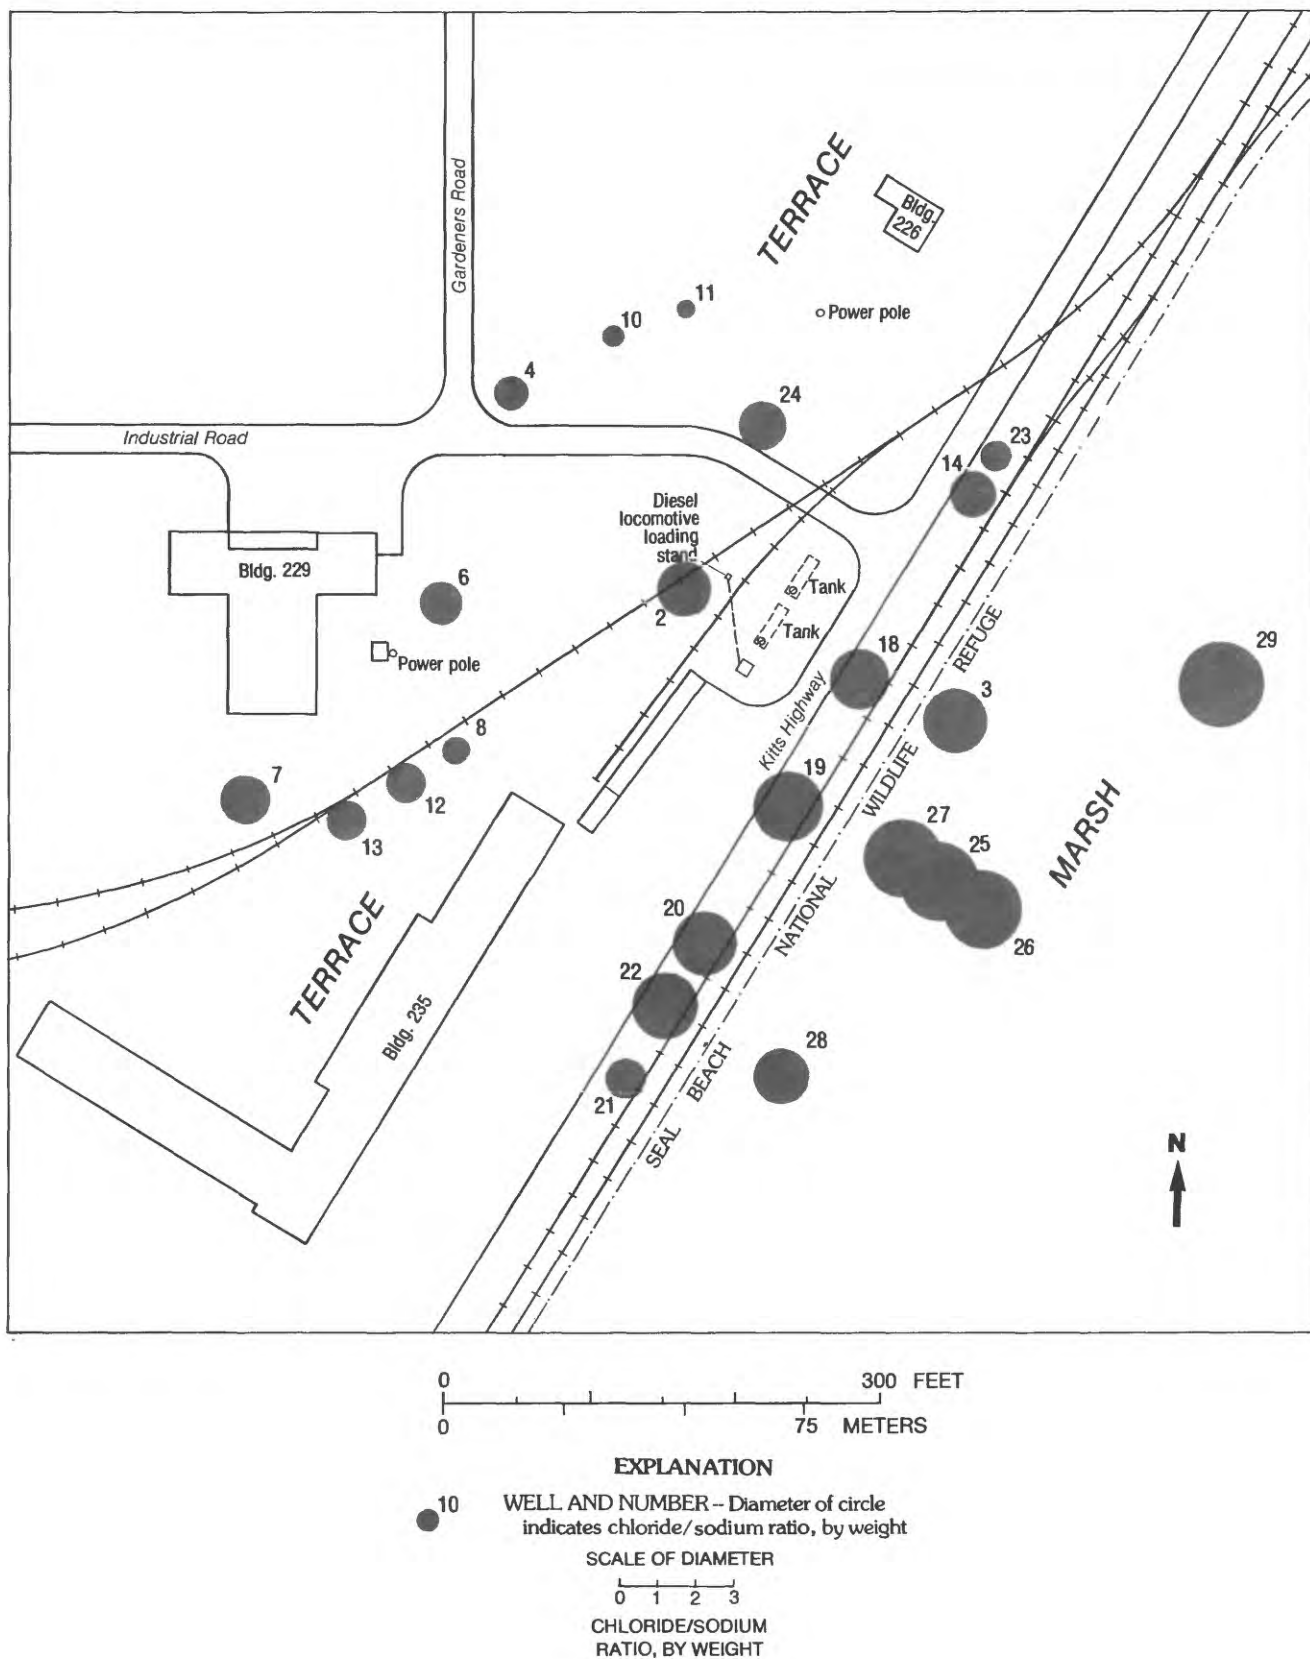 Gardeners Road
TERRACE
Bldg.
226
11
10
Power pole
4
24
Industrial Road
23
14
Diesel
locomotive
loading
stand
Bldg. 229
6
2
Tank
Tank
Power pole
18
REFUGE
29
3
Kitts Highway
8
7
12
13
19
WILDLIFE
27
25
MARSH
26
TERRACE
20
NATIONAL
22
Bldg. 235
28
BEACH
21
SEAL
N
0 300 FEET
0 75 METERS
EXPLANATION
10 WELL AND NUMBER -- Diameter of circle
indicates chloride/sodium ratio, by weight
SCALE OF DIAMETER
0 1 2 3
CHLORIDE/SODIUM
RATIO, BY WEIGHT